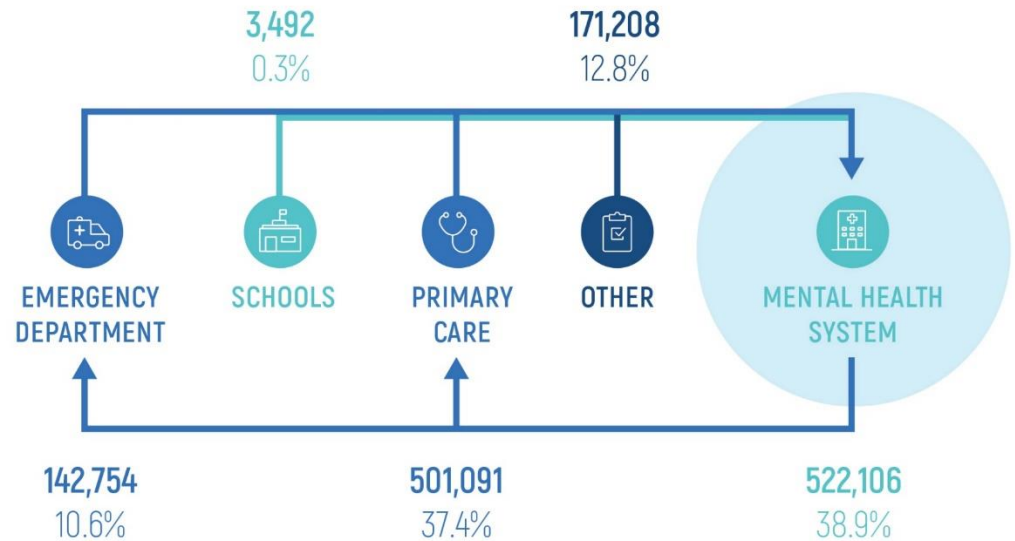 3,492
0.3%
171,208
12.8%
EMERGENCY
DEPARTMENT
SCHOOLS
PRIMARY
CARE
OTHER
MENTAL HEALTH
SYSTEM
142,754
10.6%
501,091
37.4%
522,106
38.9%